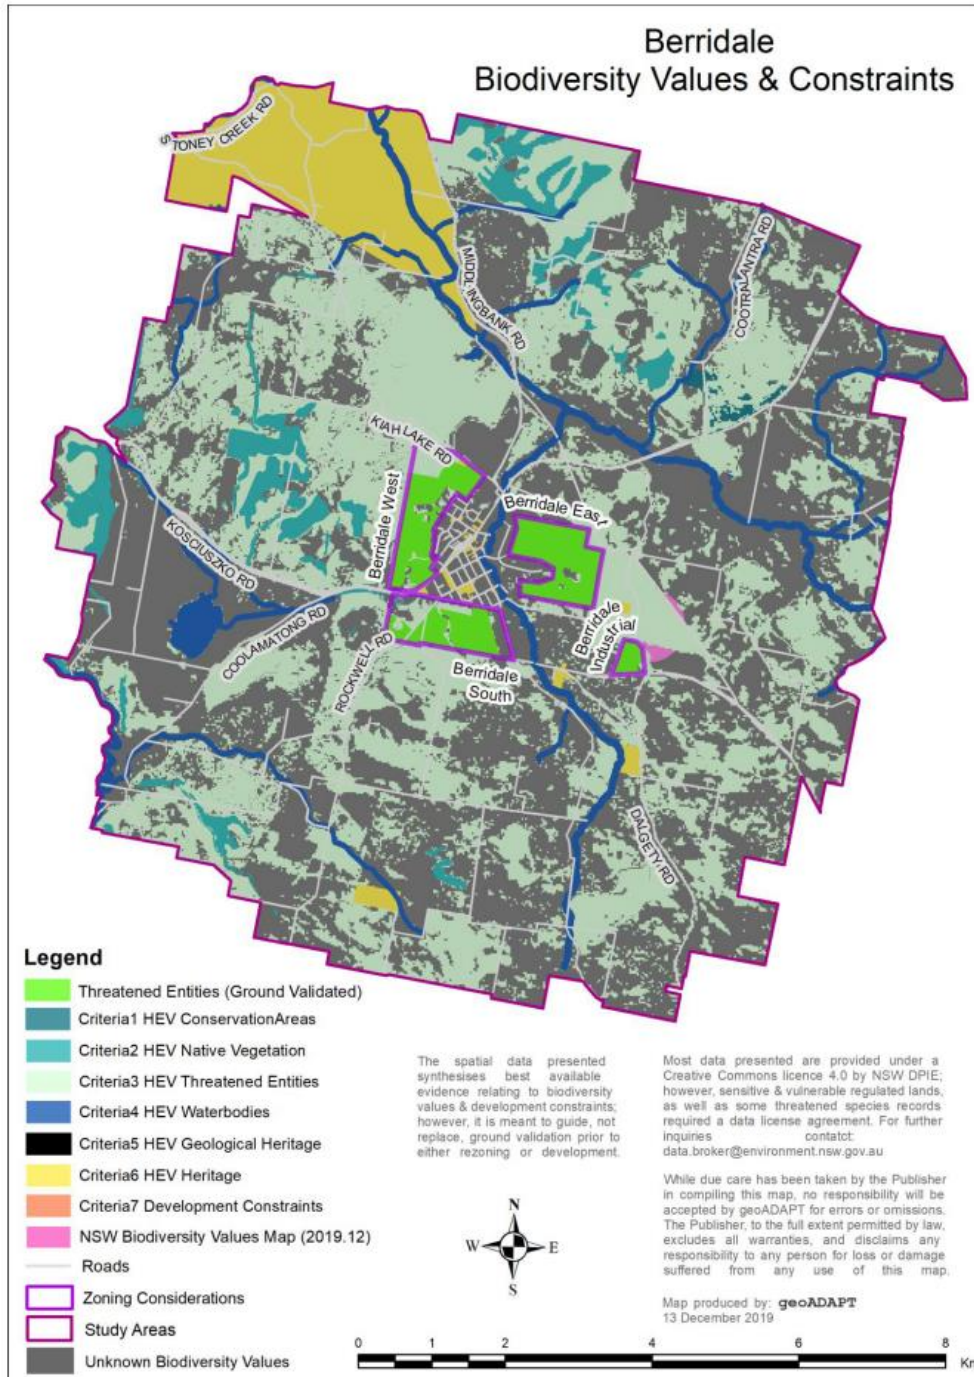 Berridale
Biodiversity Values & Constraints
STONEY CREEK RD
MIDDLINGBANK RD
COOTRALANTRA RD
KIAH LAKE RD
Berridale West
Berridale East
KOSCIUSZKO RD
COOLAMATONG RD
ROCKWELL RD
Berridale
Industrial
Berridale
South
DALGETY RD
Legend
Threatened Entities (Ground Validated)
Criteria1 HEV ConservationAreas
Criteria2 HEV Native Vegetation
Criteria3 HEV Threatened Entities
Criteria4 HEV Waterbodies
Criteria5 HEV Geological Heritage
Criteria6 HEV Heritage
Criteria7 Development Constraints
NSW Biodiversity Values Map (2019.12)
Roads
Zoning Considerations
Study Areas
Unknown Biodiversity Values
The spatial data presented
synthesises best available
evidence relating to biodiversity
values & development constraints;
however, it is meant to guide, not
replace, ground validation prior to
either rezoning or development.
Most data presented are provided under a
Creative Commons licence 4.0 by NSW DPIE;
however, sensitive & vulnerable regulated lands,
as well as some threatened species records
required a data license agreement. For further
inquiries contatct:
data.broker@environment.nsw.gov.au
While due care has been taken by the Publisher
in compiling this map, no responsibility will be
accepted by geoADAPT for errors or omissions.
The Publisher, to the full extent permitted by law,
excludes all warranties, and disclaims any
responsibility to any person for loss or damage
suffered from any use of this map.
Map produced by: geoADAPT
13 December 2019
N
W E
S
0 1 2 4 6 8
Km